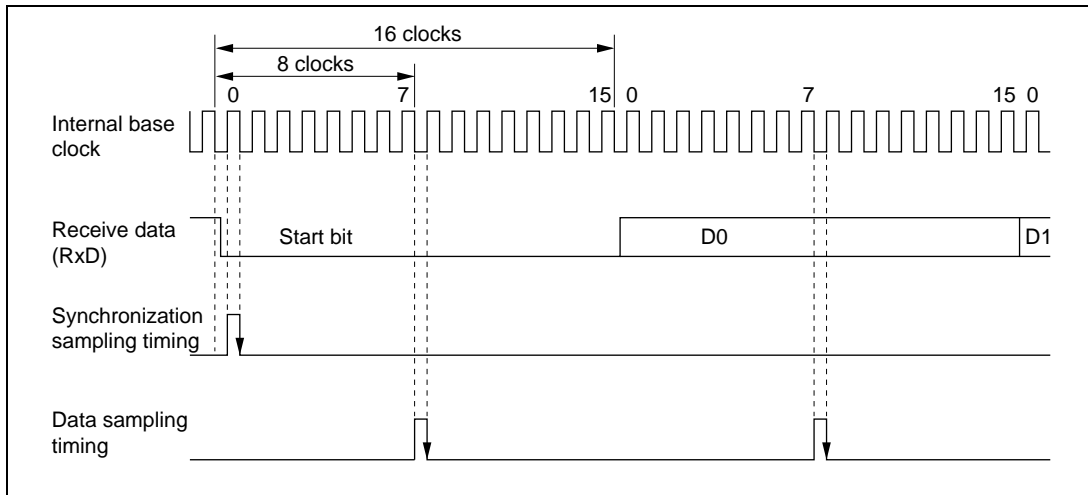 16 clocks
8 clocks
0 7 15 0 7 15 0
Internal base
clock
Receive data
(RxD)
Start bit
D0
D1
Synchronization
sampling timing
Data sampling
timing